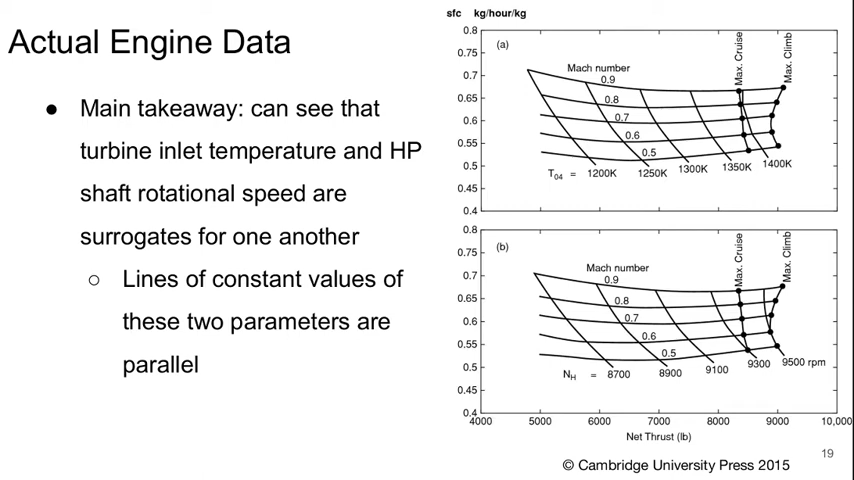 Actual Engine Data
● Main takeaway: can see that
turbine inlet temperature and HP
shaft rotational speed are
surrogates for one another
○ Lines of constant values of
these two parameters are
parallel
sfc kg/hour/kg
0.8
0.75
0.7
0.65
0.6
0.55
0.5
0.45
0.4
(a)
Mach number
0.9
0.8
0.7
0.6
0.5
Max. Cruise
Max. Climb
T04 = 1200K 1250K 1300K 1350K 1400K
0.8
0.75
0.7
0.65
0.6
0.55
0.5
0.45
0.4
(b)
Mach number
0.9
0.8
0.7
0.6
0.5
Max. Cruise
Max. Climb
NH = 8700 8900 9100 9300 9500 rpm
4000 5000 6000 7000 8000 9000 10,000
Net Thrust (lb)
19
© Cambridge University Press 2015